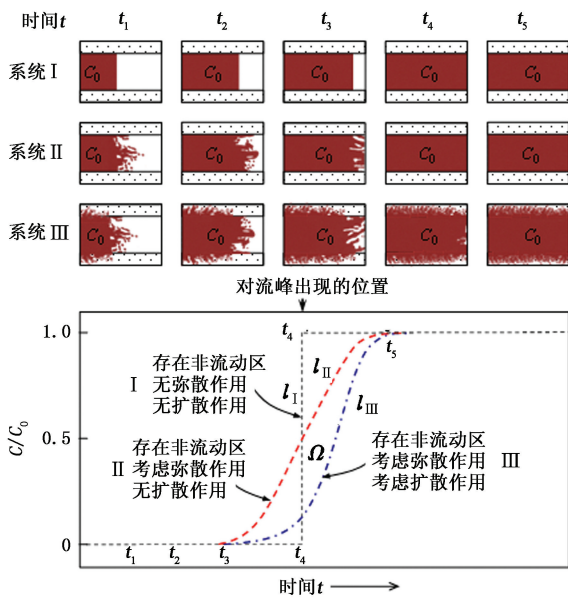 时间t t₁ t₂ t₃ t₄ t₅
系统Ⅰ C₀ C₀ C₀ C₀ C₀
系统Ⅱ C₀ C₀ C₀ C₀ C₀
系统Ⅲ C₀ C₀ C₀ C₀ C₀
对流峰出现的位置
1.0 t₄ t₅
存在非流动区
Ⅰ 无弥散作用
无扩散作用
lⅠ lⅡ lⅢ
C/C₀
0.5
存在非流动区
Ⅱ 考虑弥散作用
无扩散作用
Ω
存在非流动区
考虑弥散作用 Ⅲ
考虑扩散作用
0
t₁ t₂ t₃ t₄
时间t